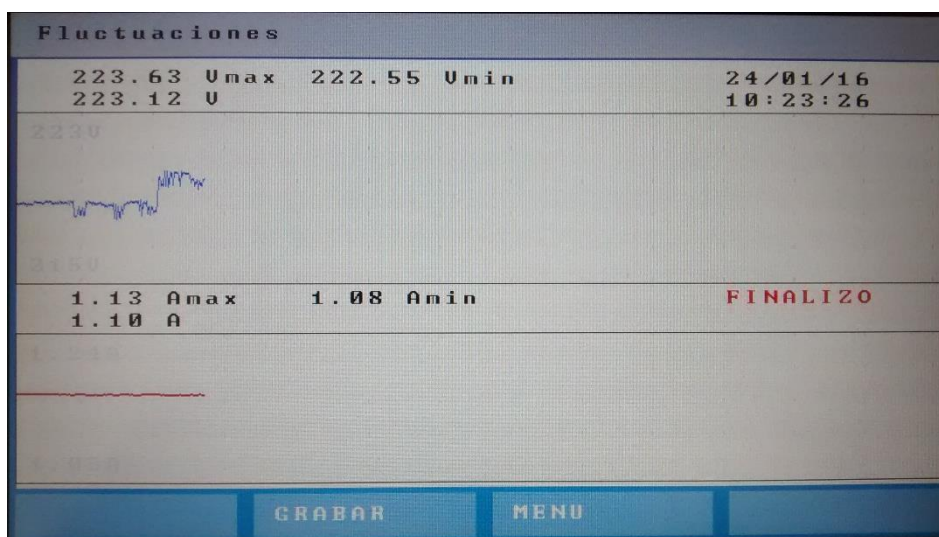 Fluctuaciones
223.63 Vmax 222.55 Vmin 24/01/16
223.12 V 10:23:26
1.13 Amax 1.08 Amin FINALIZO
1.10 A
GRABAR MENU